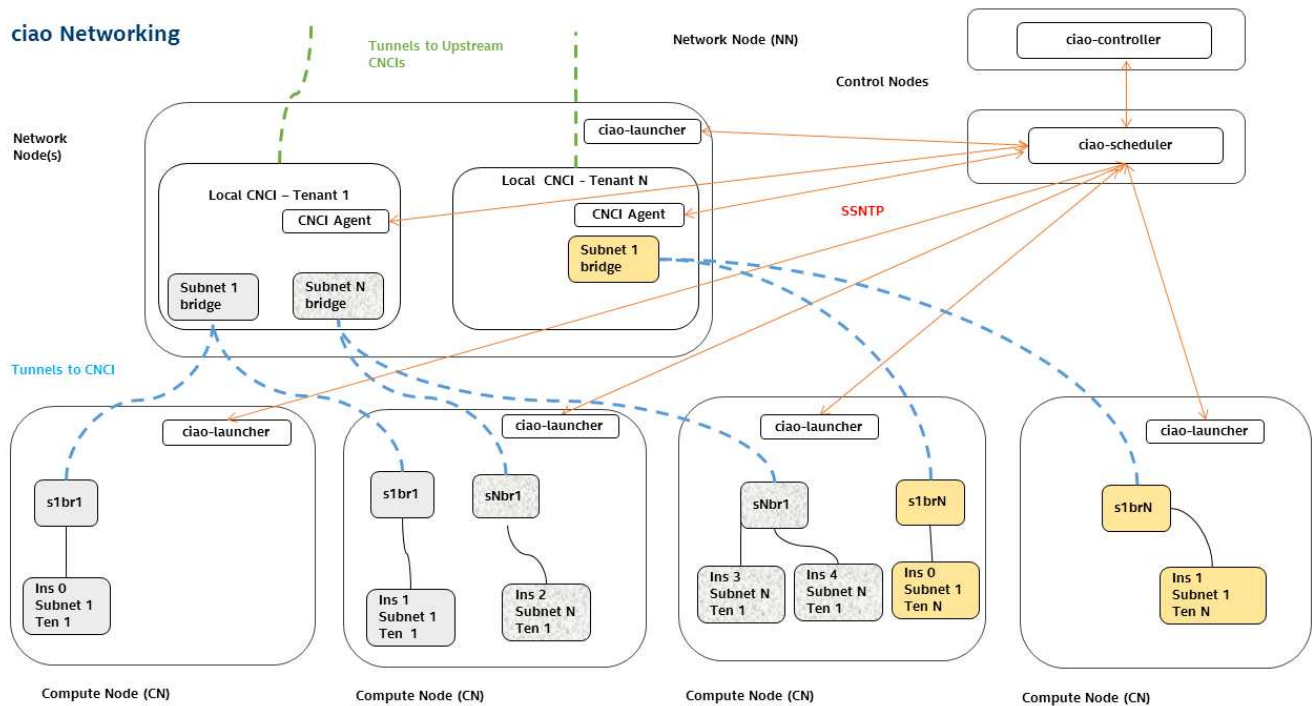 ciao Networking
Tunnels to Upstream
CNCIs
Network Node (NN)
ciao-controller
Control Nodes
Network
Node(s)
ciao-launcher
ciao-scheduler
Local CNCI - Tenant 1
CNCI Agent
Local CNCI - Tenant N
CNCI Agent
SSNTP
Subnet 1
bridge
Subnet N
bridge
Subnet 1
bridge
Tunnels to CNCI
ciao-launcher
s1br1
Ins 0
Subnet 1
Ten 1
Compute Node (CN)
ciao-launcher
s1br1
sNbr1
Ins 1
Subnet 1
Ten 1
Ins 2
Subnet N
Ten 1
Compute Node (CN)
ciao-launcher
sNbr1
s1brN
Ins 3
Subnet N
Ten 1
Ins 4
Subnet N
Ten 1
Ins 0
Subnet 1
Ten N
Compute Node (CN)
ciao-launcher
s1brN
Ins 1
Subnet 1
Ten N
Compute Node (CN)